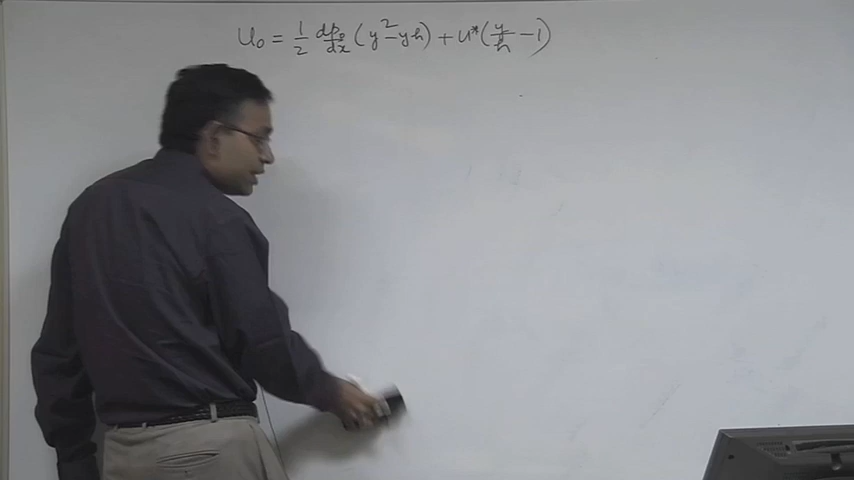 u₀ = 1/2 dp₀/dx (y² - yh) + u* (y/h - 1)